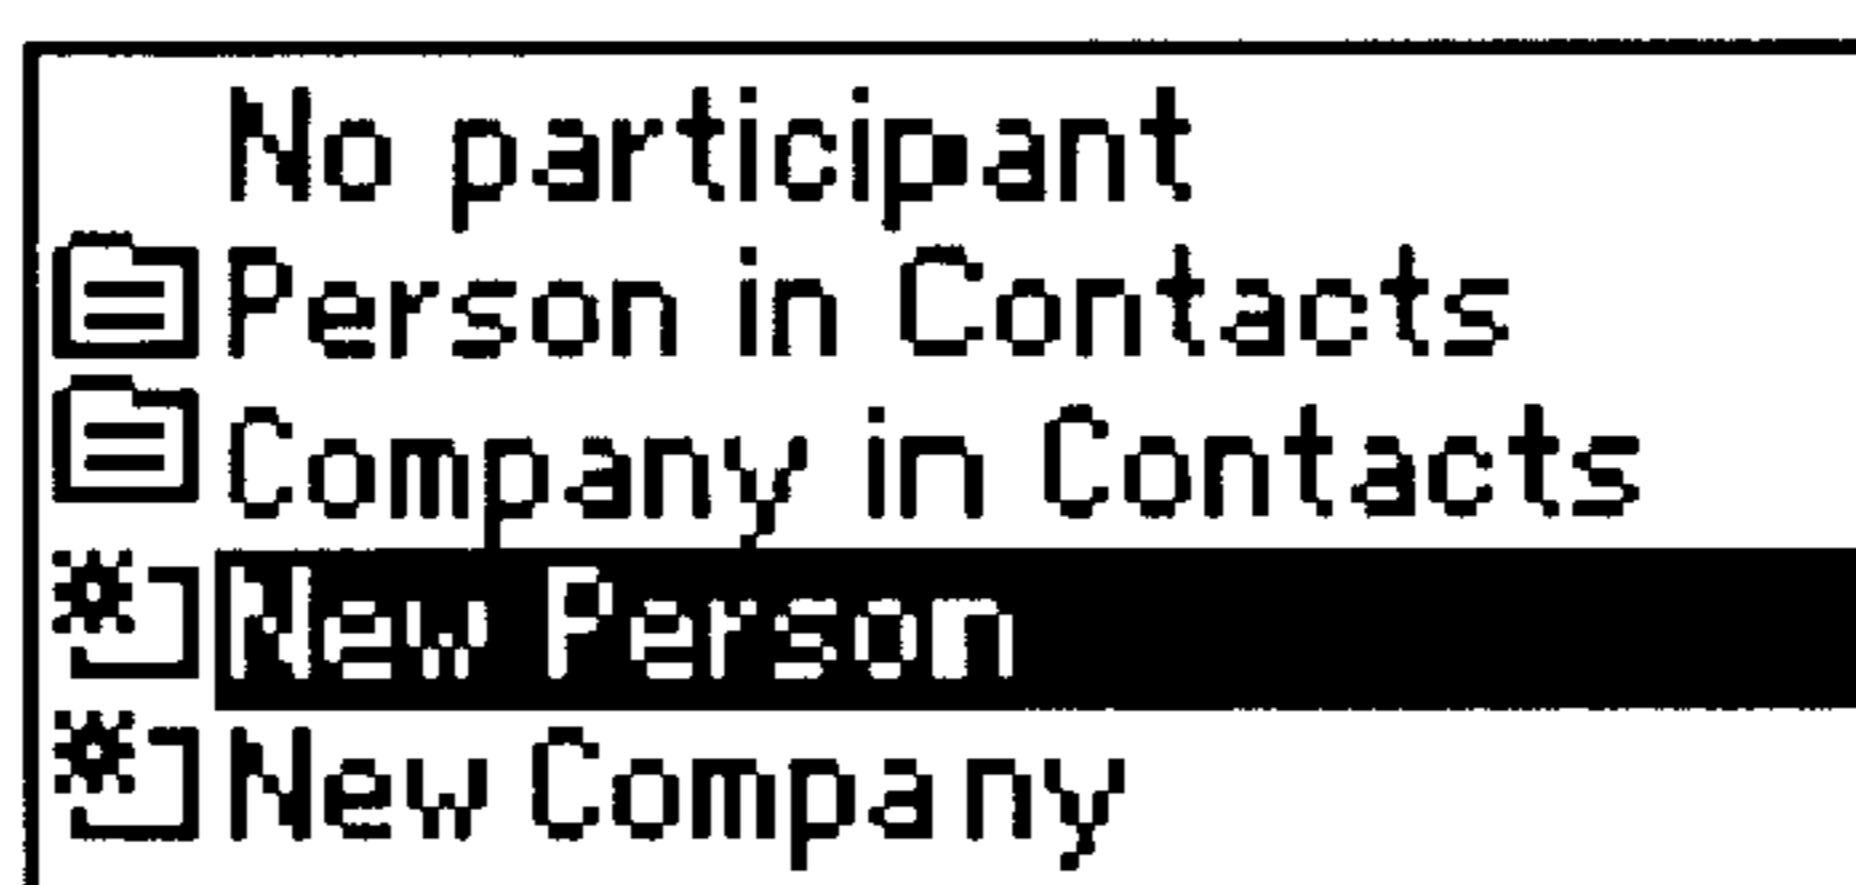 No participant
Person in Contacts
Company in Contacts
New Person
New Company